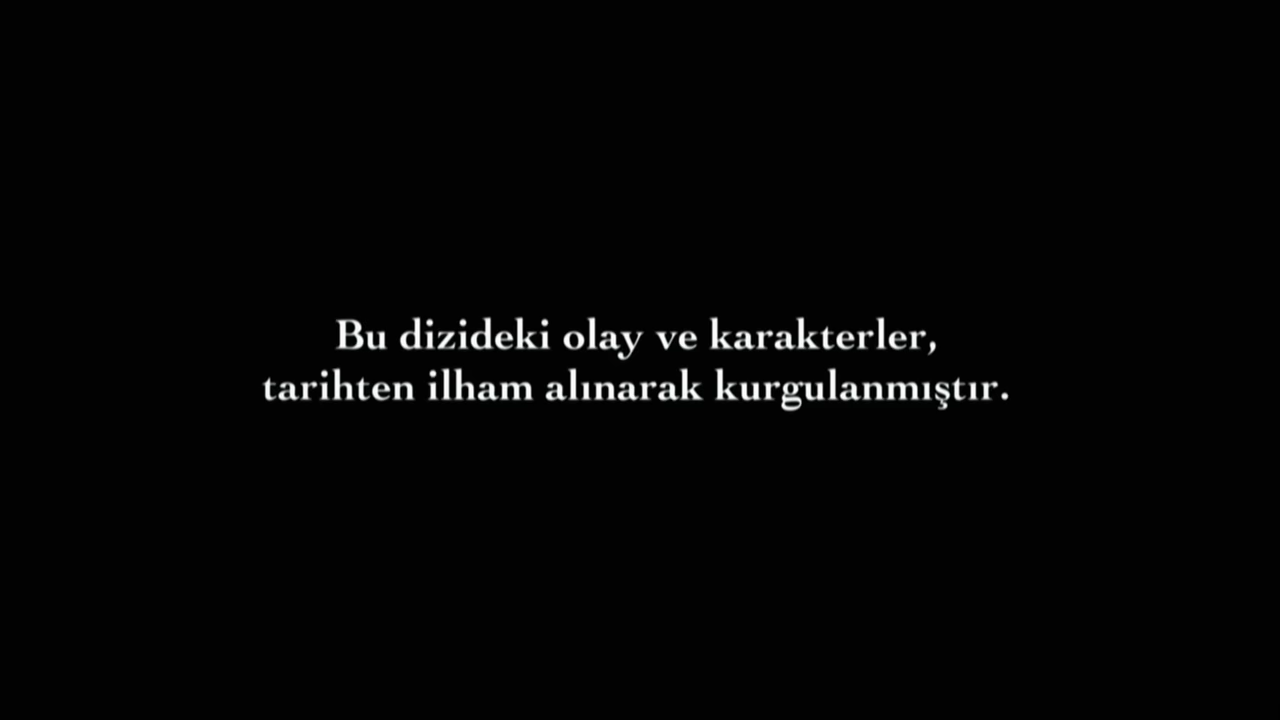 Bu dizideki olay ve karakterler,
tarihten ilham alınarak kurgulanmıştır.